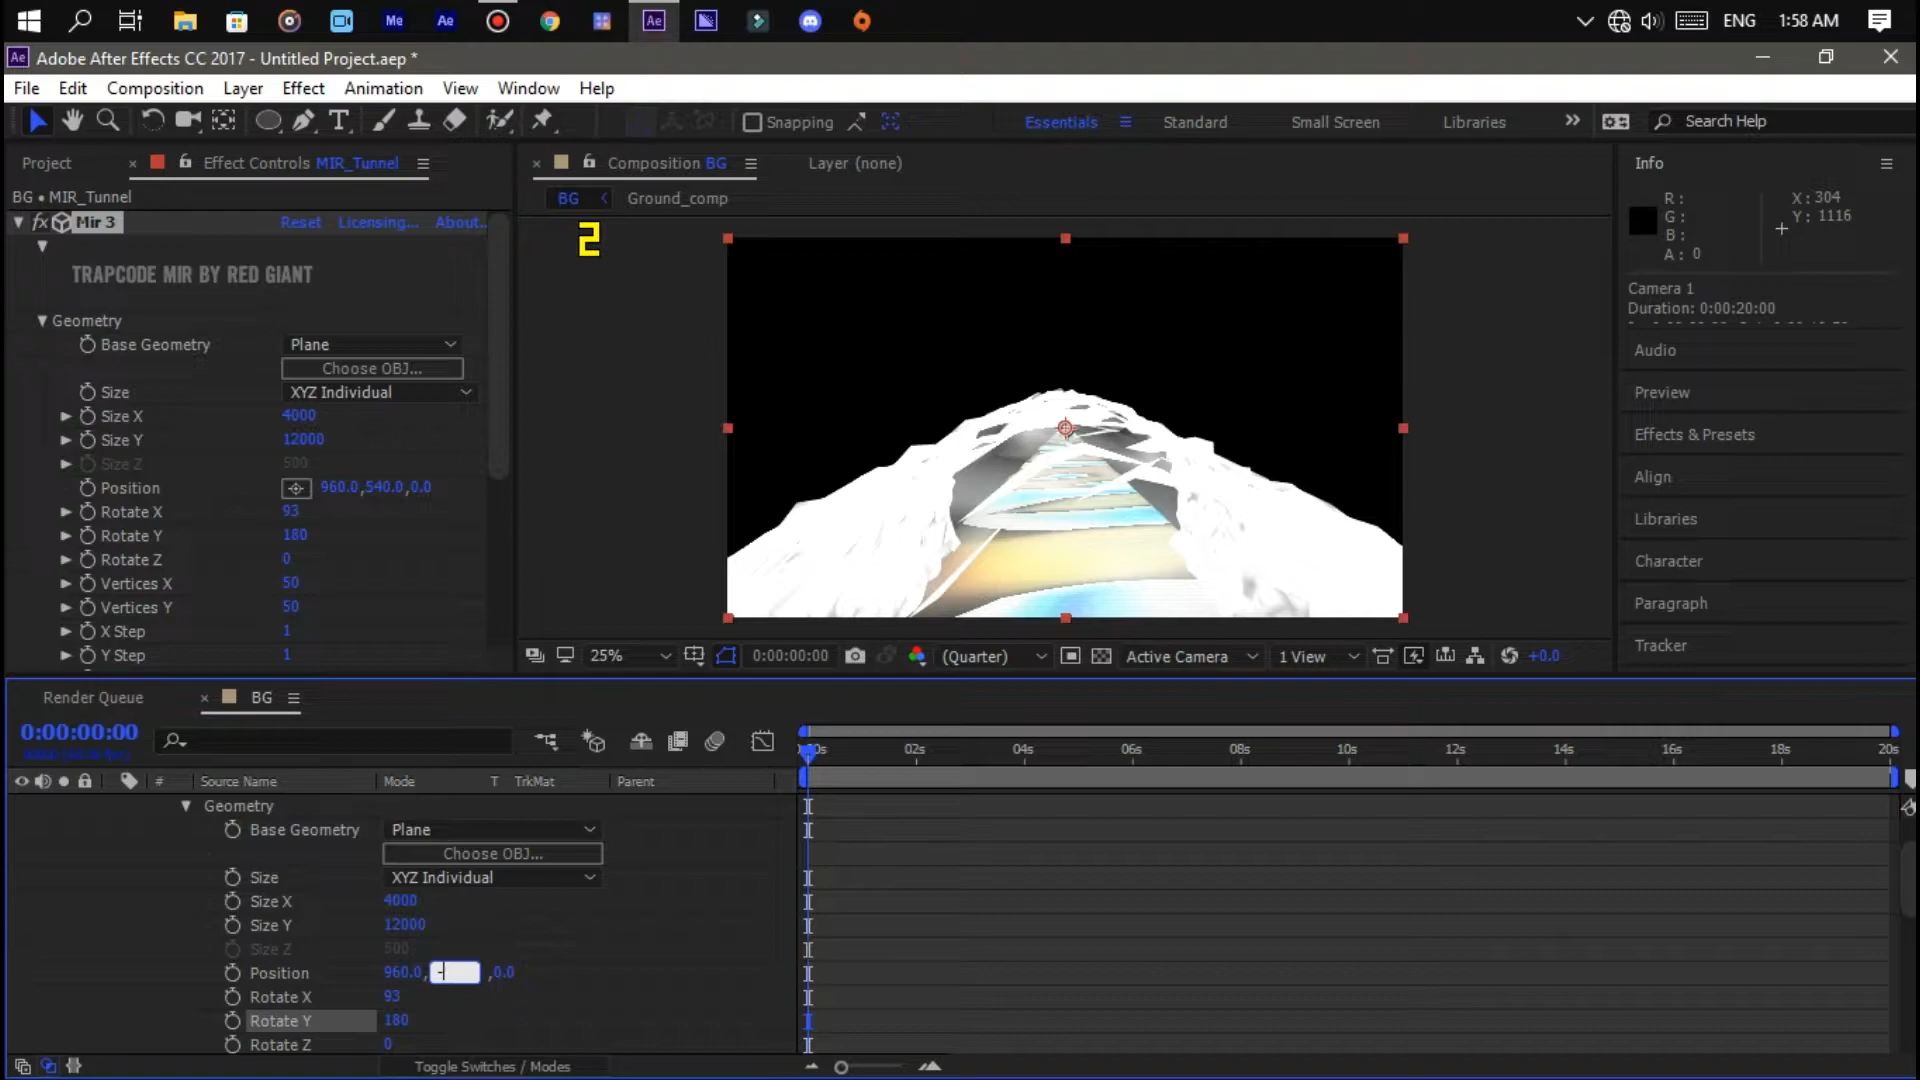 Me
Ae
Ae
ENG
1:58 AM
Ae
Adobe After Effects CC 2017 - Untitled Project.aep *
File Edit Composition Layer Effect Animation View Window Help
T
Snapping
Essentials
Standard
Small Screen
Libraries
Search Help
Project
Effect Controls MIR_Tunnel
Composition BG
Layer (none)
Info
BG • MIR_Tunnel
BG
Ground_comp
fx Mir 3 Reset Licensing... About...
2
R :
G :
B :
A : 0
X : 304
Y : 1116
TRAPCODE MIR BY RED GIANT
Camera 1
Duration: 0:00:20:00
Geometry
Base Geometry Plane
Choose OBJ...
Size XYZ Individual
Size X 4000
Size Y 12000
Size Z 500
Position 960.0,540.0,0.0
Rotate X 93
Rotate Y 180
Rotate Z 0
Vertices X 50
Vertices Y 50
X Step 1
Y Step 1
Audio
Preview
Effects & Presets
Align
Libraries
Character
Paragraph
Tracker
25%
0:00:00:00
(Quarter)
Active Camera
1 View
+0.0
Render Queue
BG
0:00:00:00
02s 04s 06s 08s 10s 12s 14s 16s 18s 20s
# Source Name Mode T TrkMat Parent
Geometry
Base Geometry Plane
Choose OBJ...
Size XYZ Individual
Size X 4000
Size Y 12000
Size Z 500
Position 960.0, - ,0.0
Rotate X 93
Rotate Y 180
Rotate Z 0
Toggle Switches / Modes